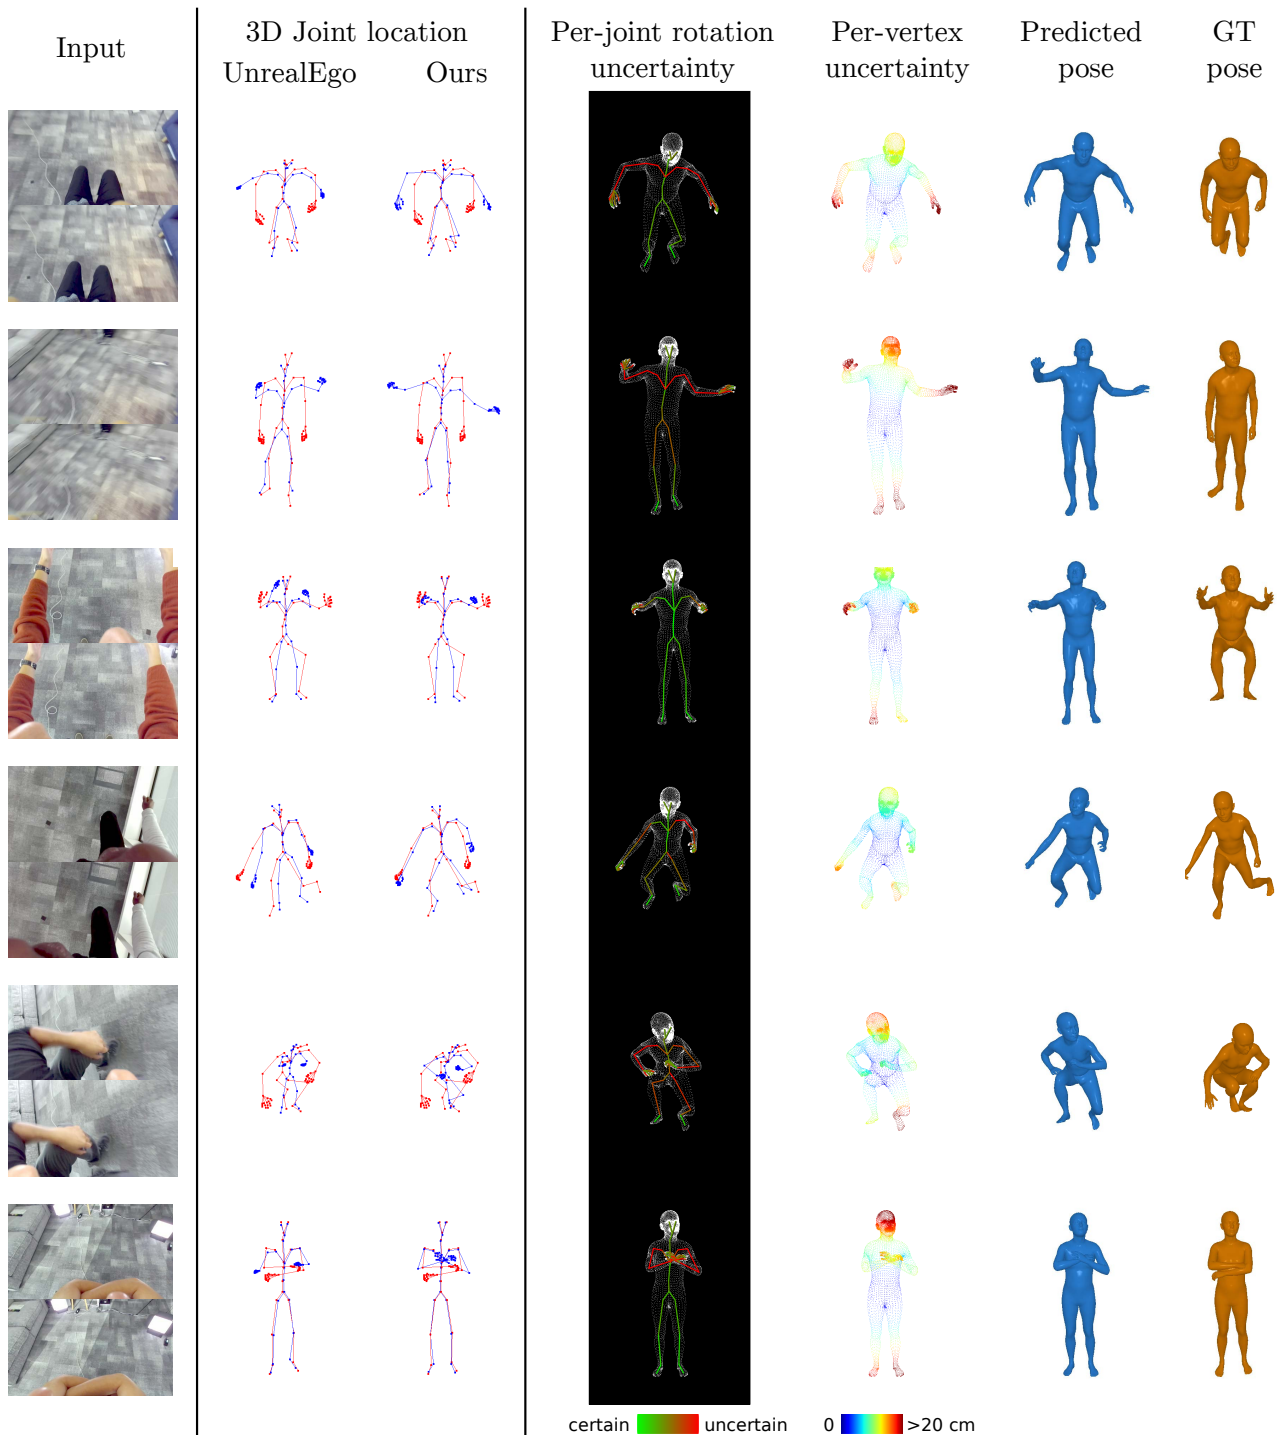 Input
3D Joint location
UnrealEgo
Ours
Per-joint rotation
uncertainty
Per-vertex
uncertainty
Predicted
pose
GT
pose
certain
uncertain
0
>20 cm